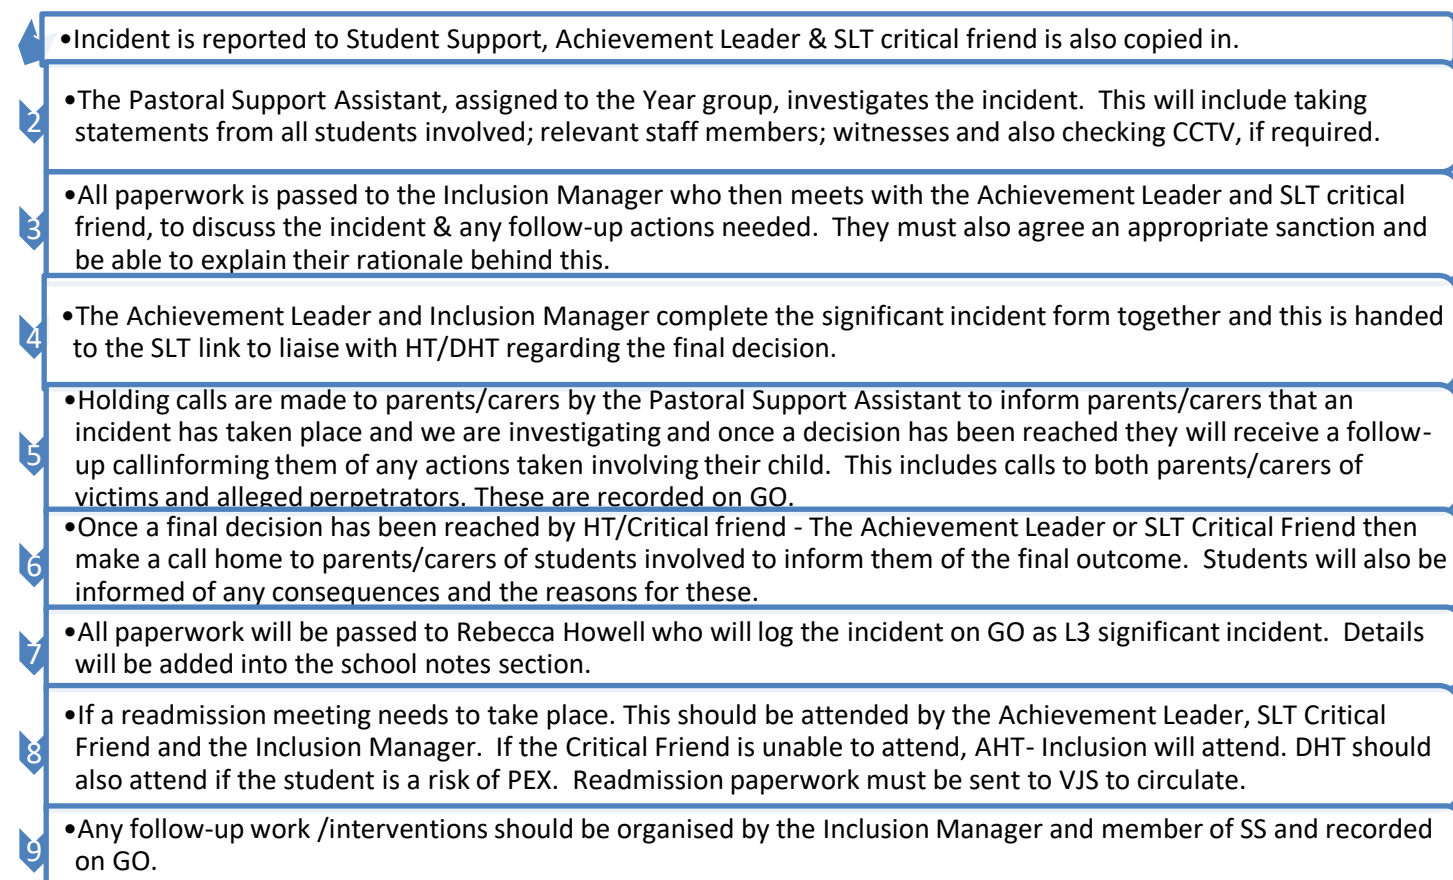 1
•Incident is reported to Student Support, Achievement Leader & SLT critical friend is also copied in.
2
•The Pastoral Support Assistant, assigned to the Year group, investigates the incident.  This will include taking
statements from all students involved; relevant staff members; witnesses and also checking CCTV, if required.
3
•All paperwork is passed to the Inclusion Manager who then meets with the Achievement Leader and SLT critical
friend, to discuss the incident & any follow-up actions needed.  They must also agree an appropriate sanction and
be able to explain their rationale behind this.
4
•The Achievement Leader and Inclusion Manager complete the significant incident form together and this is handed
to the SLT link to liaise with HT/DHT regarding the final decision.
5
•Holding calls are made to parents/carers by the Pastoral Support Assistant to inform parents/carers that an
incident has taken place and we are investigating and once a decision has been reached they will receive a follow-
up callinforming them of any actions taken involving their child.  This includes calls to both parents/carers of
victims and alleged perpetrators. These are recorded on GO.
6
•Once a final decision has been reached by HT/Critical friend - The Achievement Leader or SLT Critical Friend then
make a call home to parents/carers of students involved to inform them of the final outcome.  Students will also be
informed of any consequences and the reasons for these.
7
•All paperwork will be passed to Rebecca Howell who will log the incident on GO as L3 significant incident.  Details
will be added into the school notes section.
8
•If a readmission meeting needs to take place. This should be attended by the Achievement Leader, SLT Critical
Friend and the Inclusion Manager.  If the Critical Friend is unable to attend, AHT- Inclusion will attend. DHT should
also attend if the student is a risk of PEX.  Readmission paperwork must be sent to VJS to circulate.
9
•Any follow-up work /interventions should be organised by the Inclusion Manager and member of SS and recorded
on GO.